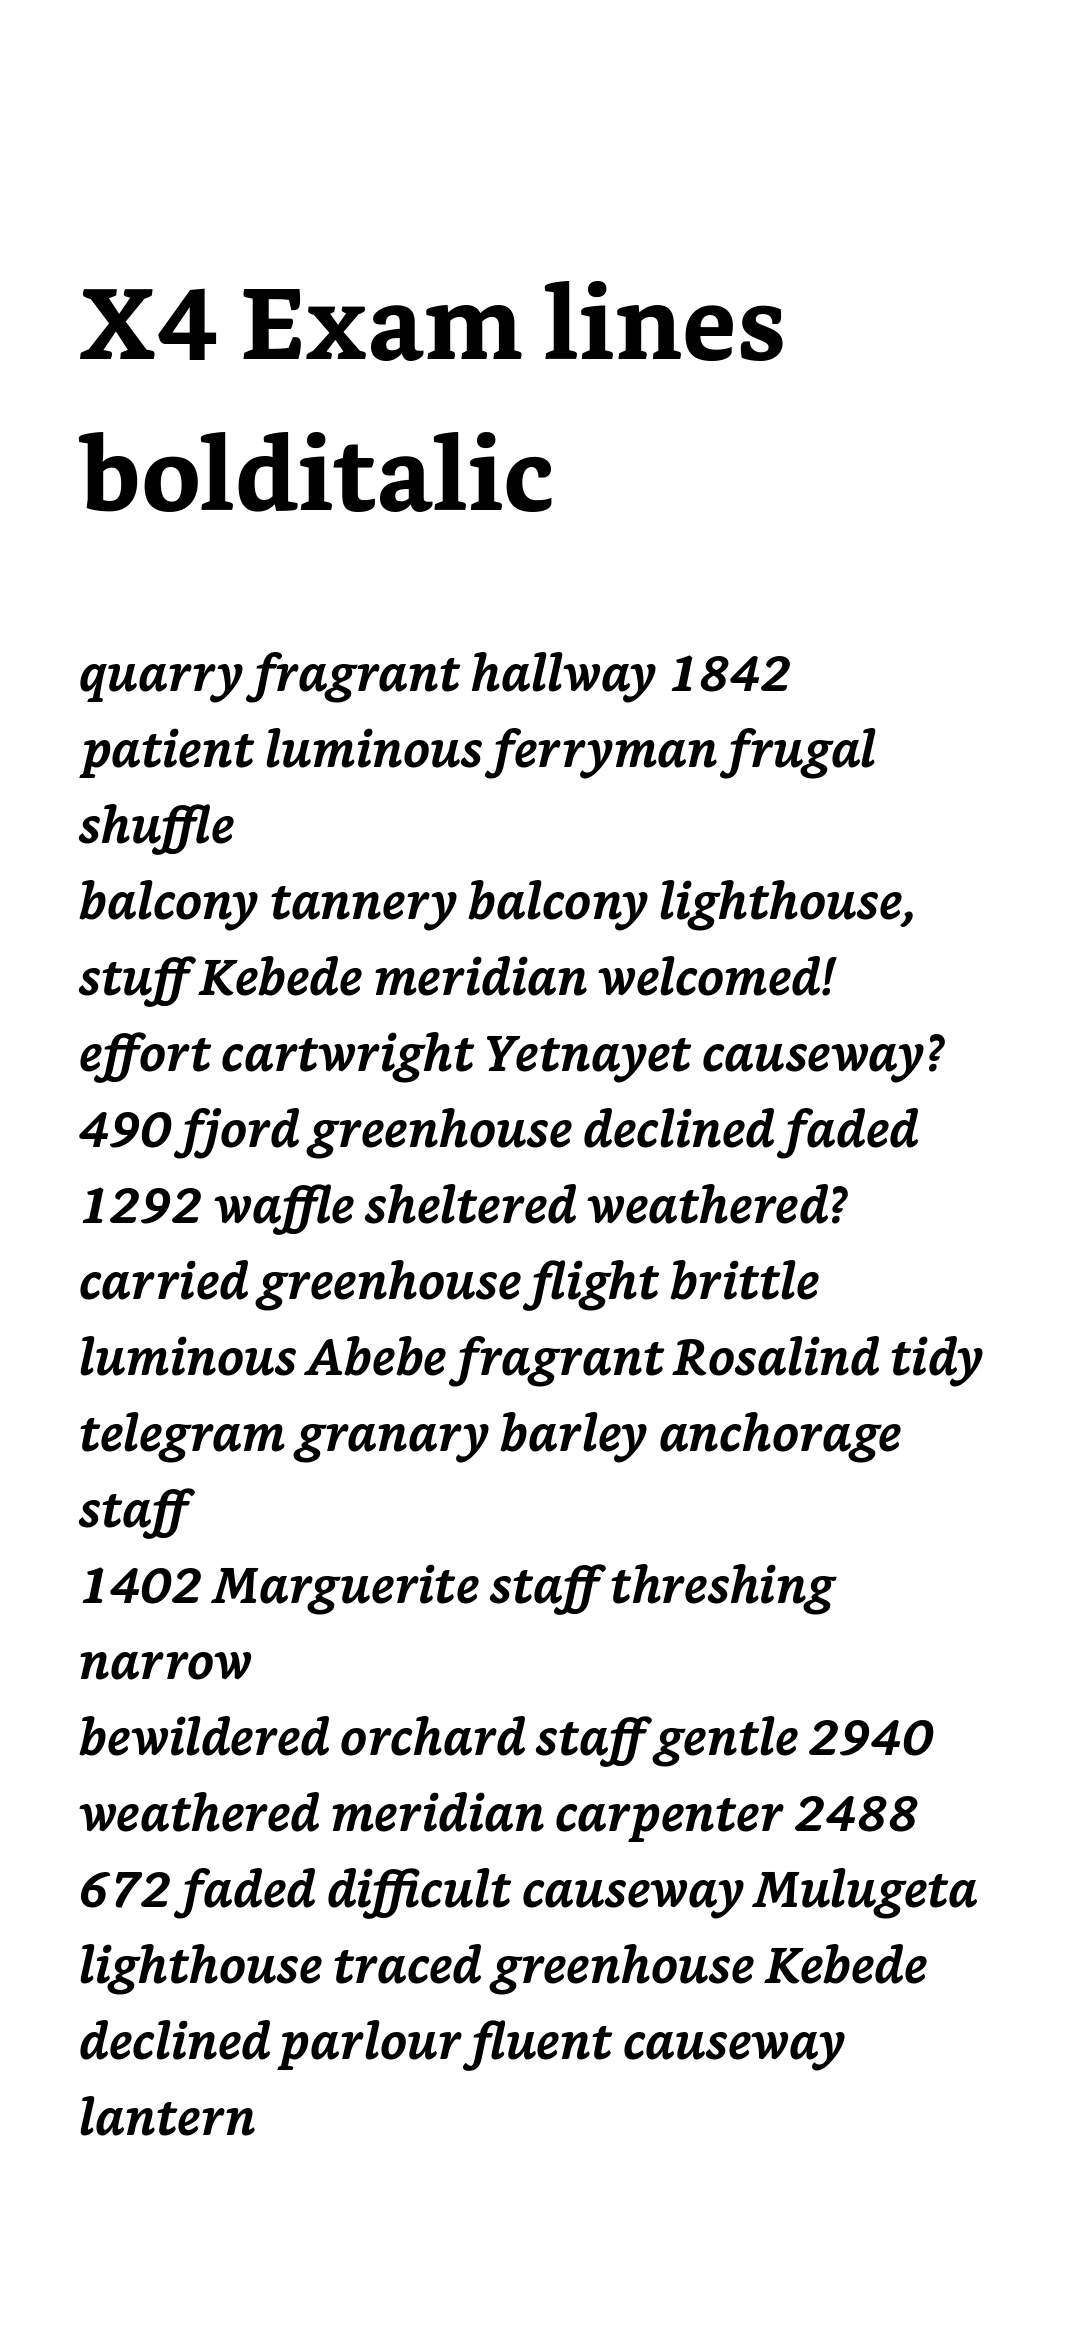 X4 Exam lines
bolditalic
quarry fragrant hallway 1842
patient luminous ferryman frugal
shuffle
balcony tannery balcony lighthouse,
stuff Kebede meridian welcomed!
effort cartwright Yetnayet causeway?
490 fjord greenhouse declined faded
1292 waffle sheltered weathered?
carried greenhouse flight brittle
luminous Abebe fragrant Rosalind tidy
telegram granary barley anchorage
staff
1402 Marguerite staff threshing
narrow
bewildered orchard staff gentle 2940
weathered meridian carpenter 2488
672 faded difficult causeway Mulugeta
lighthouse traced greenhouse Kebede
declined parlour fluent causeway
lantern